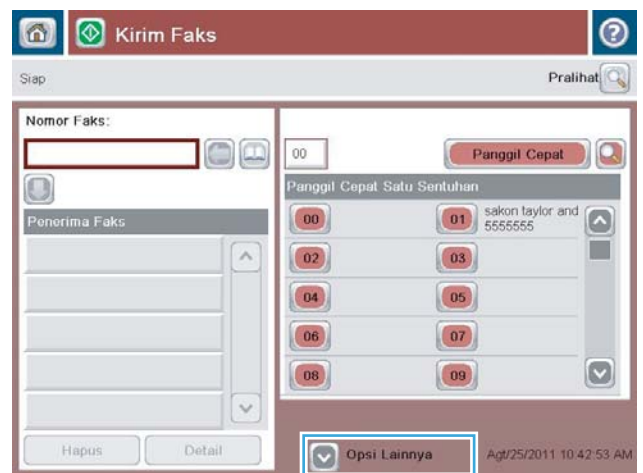 Kirim Faks
Siap
Pralihat
Nomor Faks:
00
Panggil Cepat
Panggil Cepat Satu Sentuhan
Penerima Faks
00
01
sakon taylor and
5555555
02
03
04
05
06
07
08
09
Hapus
Detail
Opsi Lainnya
Agt/25/2011 10:42:53 AM